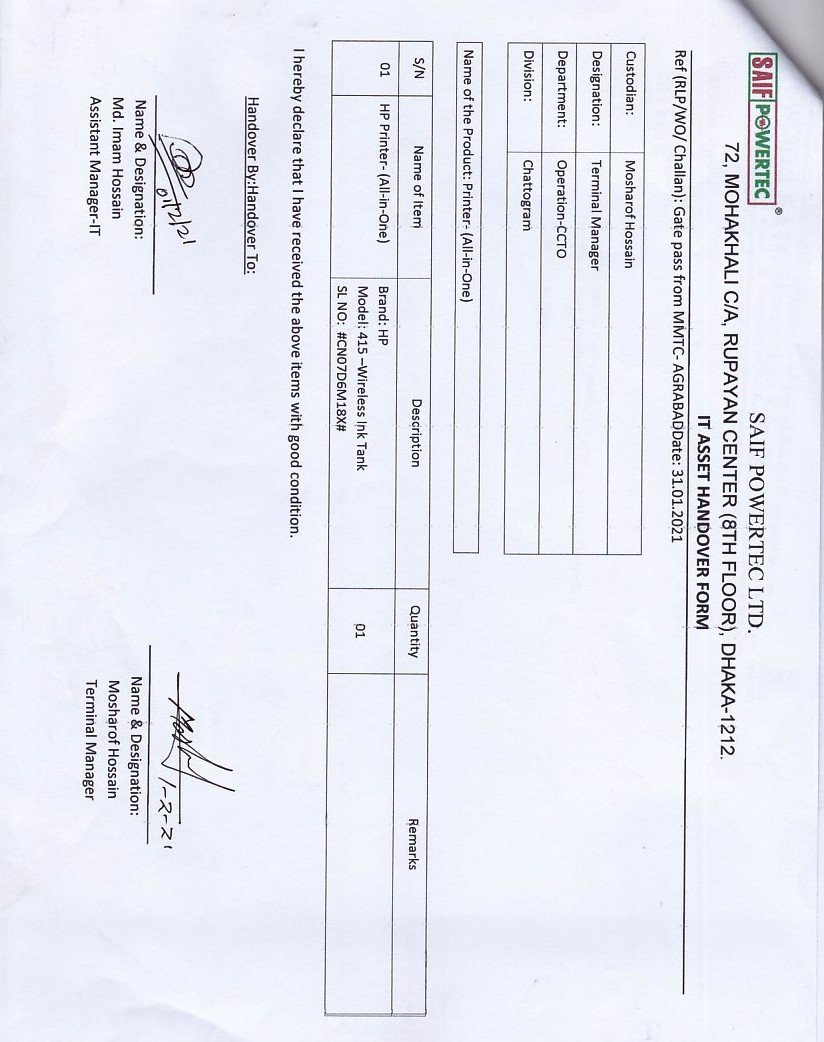 SAIF POWERTEC ®
SAIF POWERTEC LTD.
72, MOHAKHALI C/A, RUPAYAN CENTER (8TH FLOOR), DHAKA-1212.
IT ASSET HANDOVER FORM
Ref (RLP/WO/ Challan): Gate pass from MMTC- AGRABADDate: 31.01.2021
Custodian: Mosharof Hossain
Designation: Terminal Manager
Department: Operation-CCTO
Division: Chattogram
Name of the Product: Printer- (All-in-One)
S/N Name of Item Description Quantity Remarks
01 HP Printer- (All-in-One) Brand: HP 01
Model: 415 –Wireless Ink Tank
SL NO: #CN07D6M18X#
I hereby declare that I have received the above items with good condition.
Handover By:Handover To:
01/2/21
1-2-21
Name & Designation:
Md. Imam Hossain
Assistant Manager-IT
Name & Designation:
Mosharof Hossain
Terminal Manager